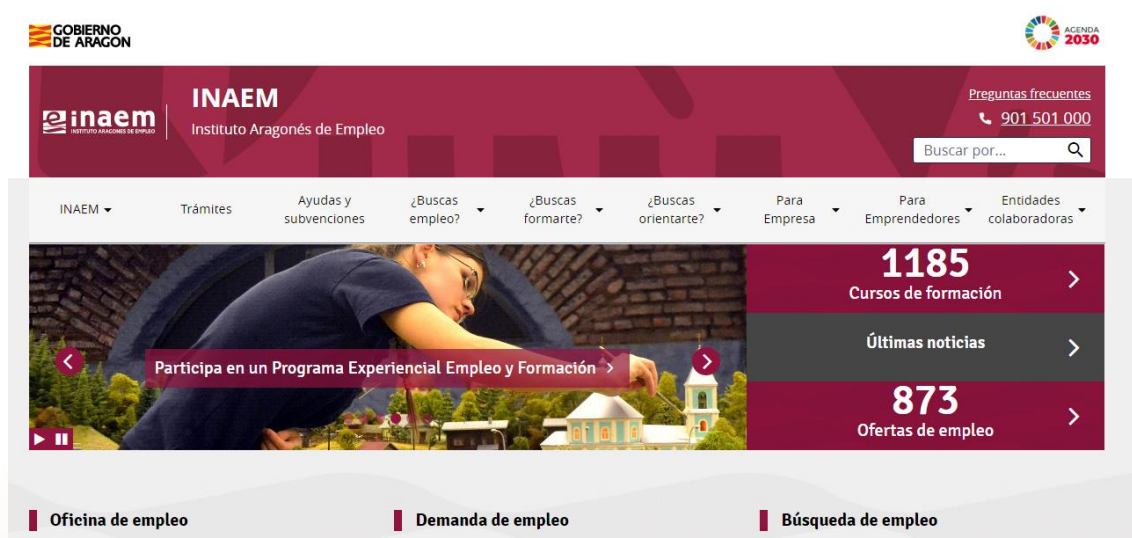 GOBIERNO
DE ARAGON
AGENDA
2030
inaem
INSTITUTO ARAGONÉS DE EMPLEO
INAEM
Instituto Aragonés de Empleo
Preguntas frecuentes
901 501 000
Buscar por...
INAEM
Trámites
Ayudas y
subvenciones
¿Buscas
empleo?
¿Buscas
formarte?
¿Buscas
orientarte?
Para
Empresa
Para
Emprendedores
Entidades
colaboradoras
Participa en un Programa Experiencial Empleo y Formación >
1185
Cursos de formación
Últimas noticias
873
Ofertas de empleo
Oficina de empleo
Demanda de empleo
Búsqueda de empleo